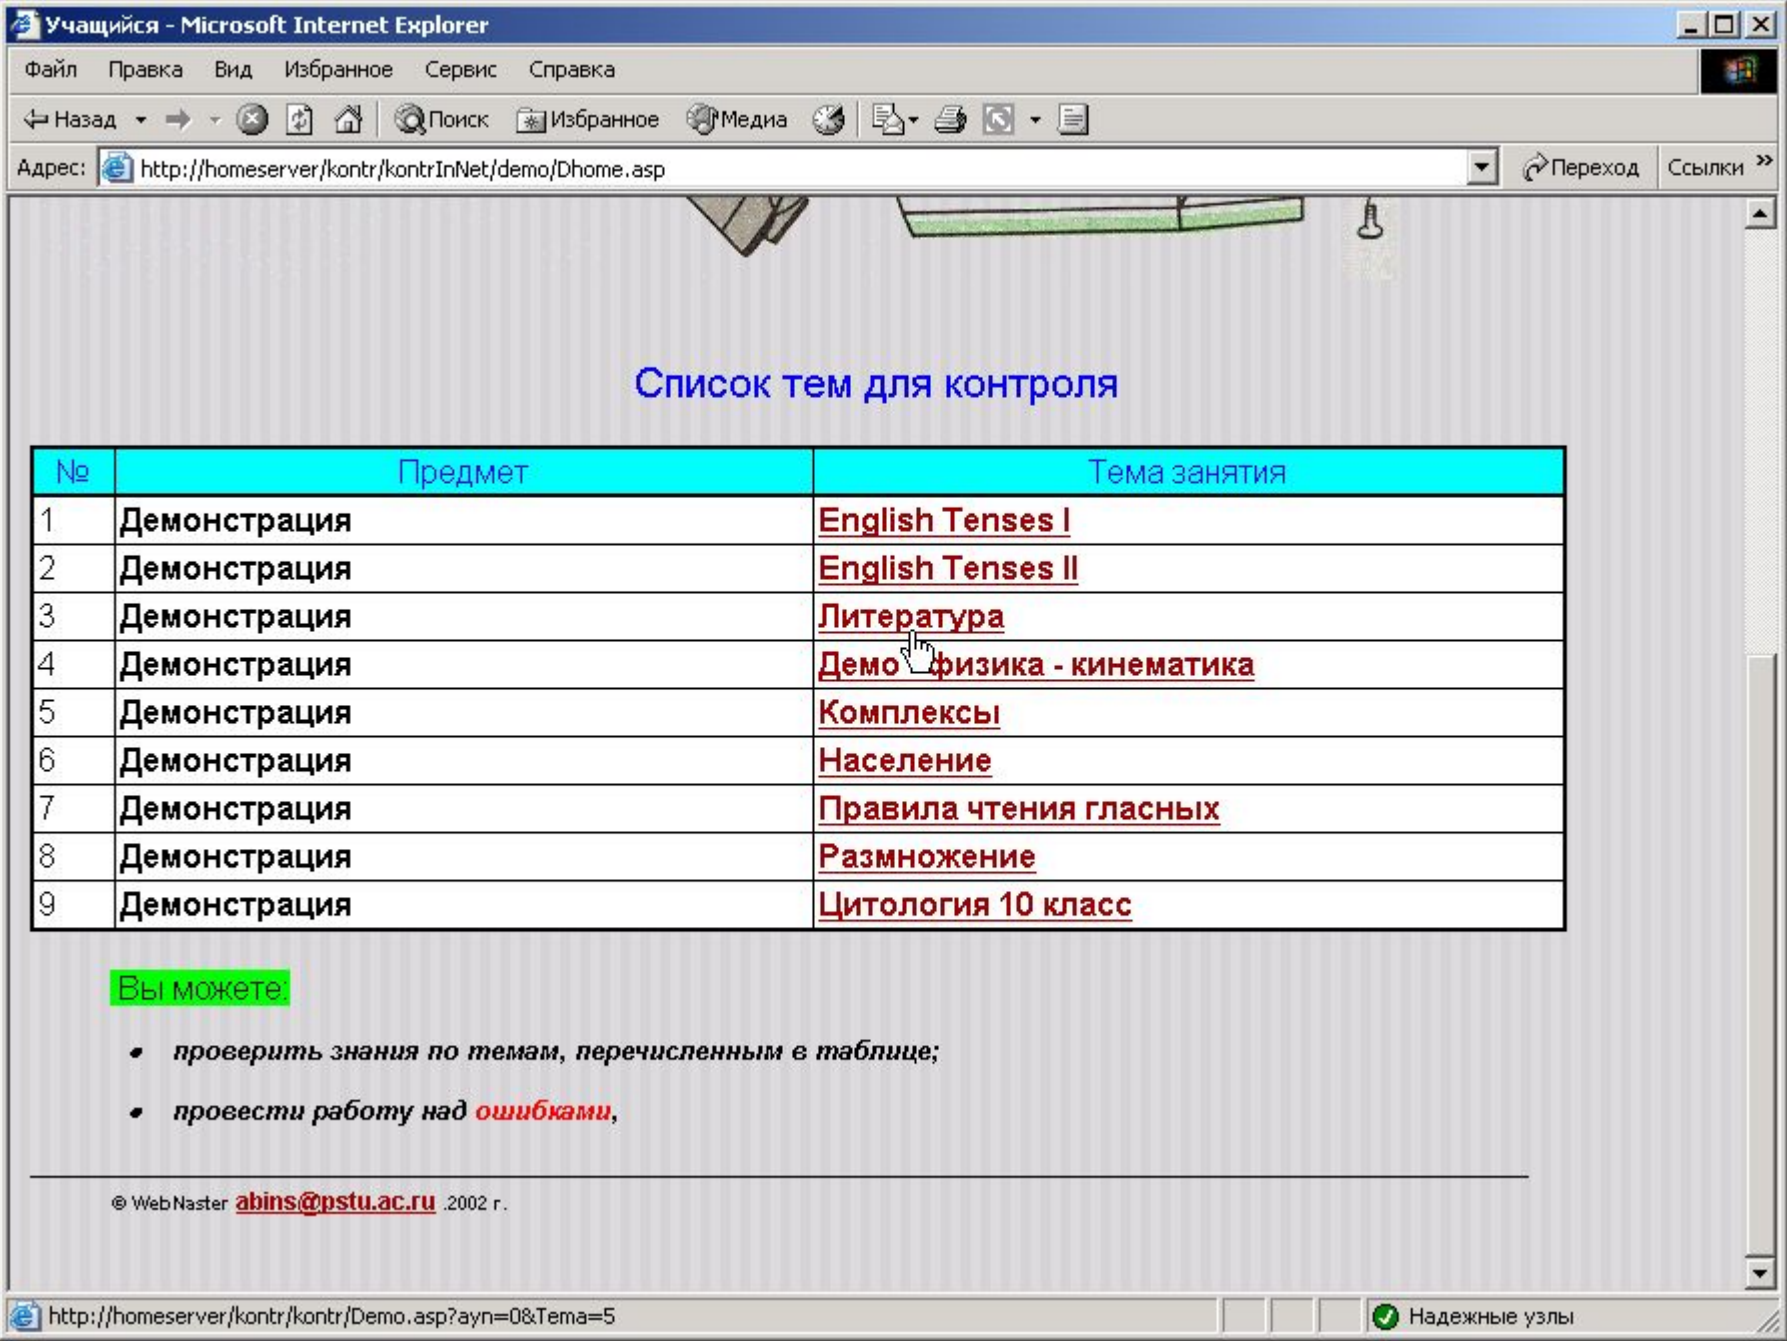 Учащийся - Microsoft Internet Explorer
Файл Правка Вид Избранное Сервис Справка
Назад Поиск Избранное Медиа
Адрес: http://homeserver/kontr/kontrInNet/demo/Dhome.asp Переход Ссылки »
Список тем для контроля
№ Предмет Тема занятия
1 Демонстрация English Tenses I
2 Демонстрация English Tenses II
3 Демонстрация Литература
4 Демонстрация Демо физика - кинематика
5 Демонстрация Комплексы
6 Демонстрация Население
7 Демонстрация Правила чтения гласных
8 Демонстрация Размножение
9 Демонстрация Цитология 10 класс
Вы можете:
• проверить знания по темам, перечисленным в таблице;
• провести работу над ошибками,
© WebNaster abins@pstu.ac.ru .2002 г.
http://homeserver/kontr/kontr/Demo.asp?ayn=0&Tema=5 Надежные узлы